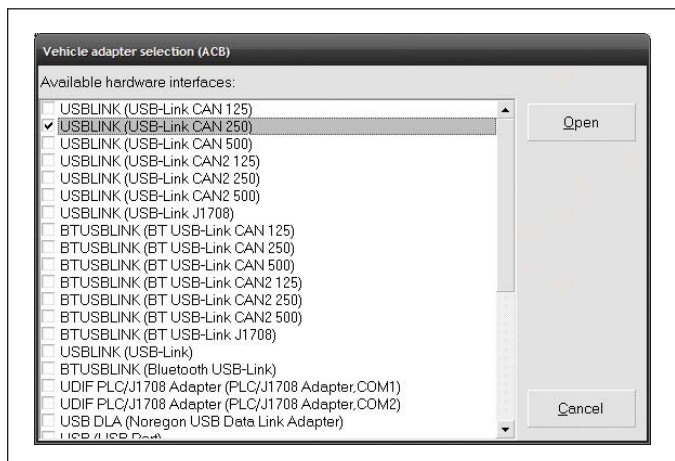 Vehicle adapter selection (ACB)
Available hardware interfaces:
USBLINK (USB-Link CAN 125)
USBLINK (USB-Link CAN 250)
USBLINK (USB-Link CAN 500)
USBLINK (USB-Link CAN2 125)
USBLINK (USB-Link CAN2 250)
USBLINK (USB-Link CAN2 500)
USBLINK (USB-Link J1708)
BTUSBLINK (BT USB-Link CAN 125)
BTUSBLINK (BT USB-Link CAN 250)
BTUSBLINK (BT USB-Link CAN 500)
BTUSBLINK (BT USB-Link CAN2 125)
BTUSBLINK (BT USB-Link CAN2 250)
BTUSBLINK (BT USB-Link CAN2 500)
BTUSBLINK (BT USB-Link J1708)
USBLINK (USB-Link)
BTUSBLINK (Bluetooth USB-Link)
UDIF PLC/J1708 Adapter (PLC/J1708 Adapter,COM1)
UDIF PLC/J1708 Adapter (PLC/J1708 Adapter,COM2)
USB DLA (Noregon USB Data Link Adapter)
USB (USB Port)
Open
Cancel